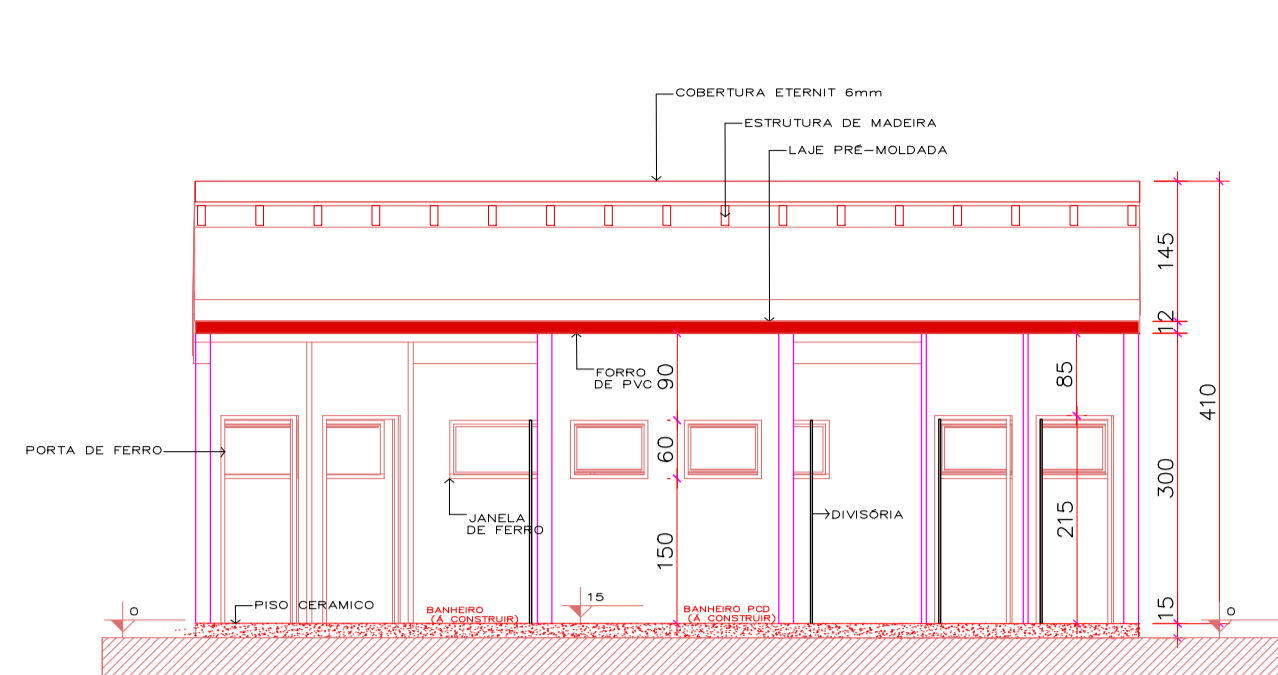 COBERTURA ETERNIT 6mm
ESTRUTURA DE MADEIRA
LAJE PRÉ-MOLDADA
145
12
FORRO
DE PVC
90
85
410
PORTA DE FERRO
60
300
JANELA
DE FERRO
DIVISÓRIA
215
150
PISO CERAMICO
0
15
BANHEIRO
(À CONSTRUIR)
BANHEIRO PCD
(À CONSTRUIR)
15
0